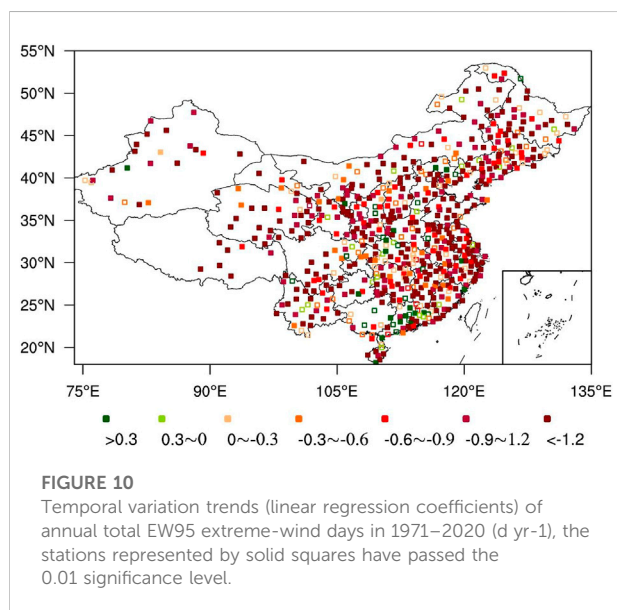 55°N
50°N
45°N
40°N
35°N
30°N
25°N
20°N
75°E 90°E 105°E 120°E 135°E
>0.3 0.3~0 0~-0.3 -0.3~-0.6 -0.6~-0.9 -0.9~1.2 <-1.2
FIGURE 10
Temporal variation trends (linear regression coefficients) of
annual total EW95 extreme-wind days in 1971–2020 (d yr-1), the
stations represented by solid squares have passed the
0.01 significance level.